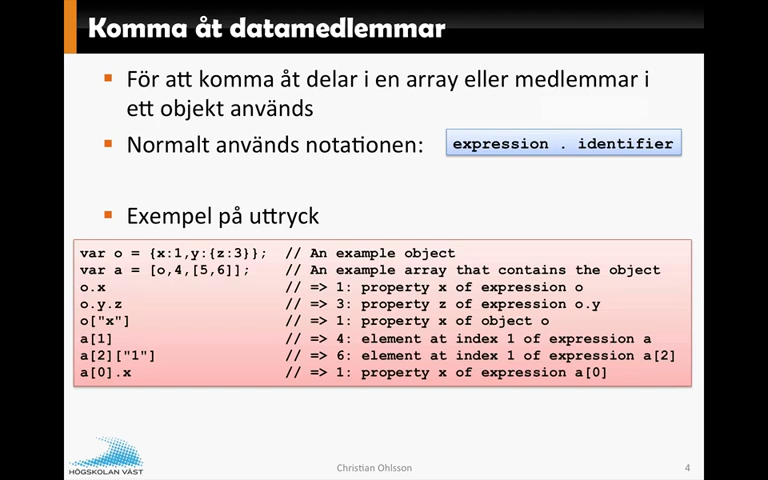 Komma åt datamedlemmar
För att komma åt delar i en array eller medlemmar i
ett objekt används
Normalt används notationen:
expression . identifier
Exempel på uttryck
var o = {x:1,y:{z:3}};  // An example object
var a = [o,4,[5,6]];    // An example array that contains the object
o.x                     // => 1: property x of expression o
o.y.z                   // => 3: property z of expression o.y
o["x"]                  // => 1: property x of object o
a[1]                    // => 4: element at index 1 of expression a
a[2]["1"]               // => 6: element at index 1 of expression a[2]
a[0].x                  // => 1: property x of expression a[0]
HÖGSKOLAN VÄST
Christian Ohlsson
4